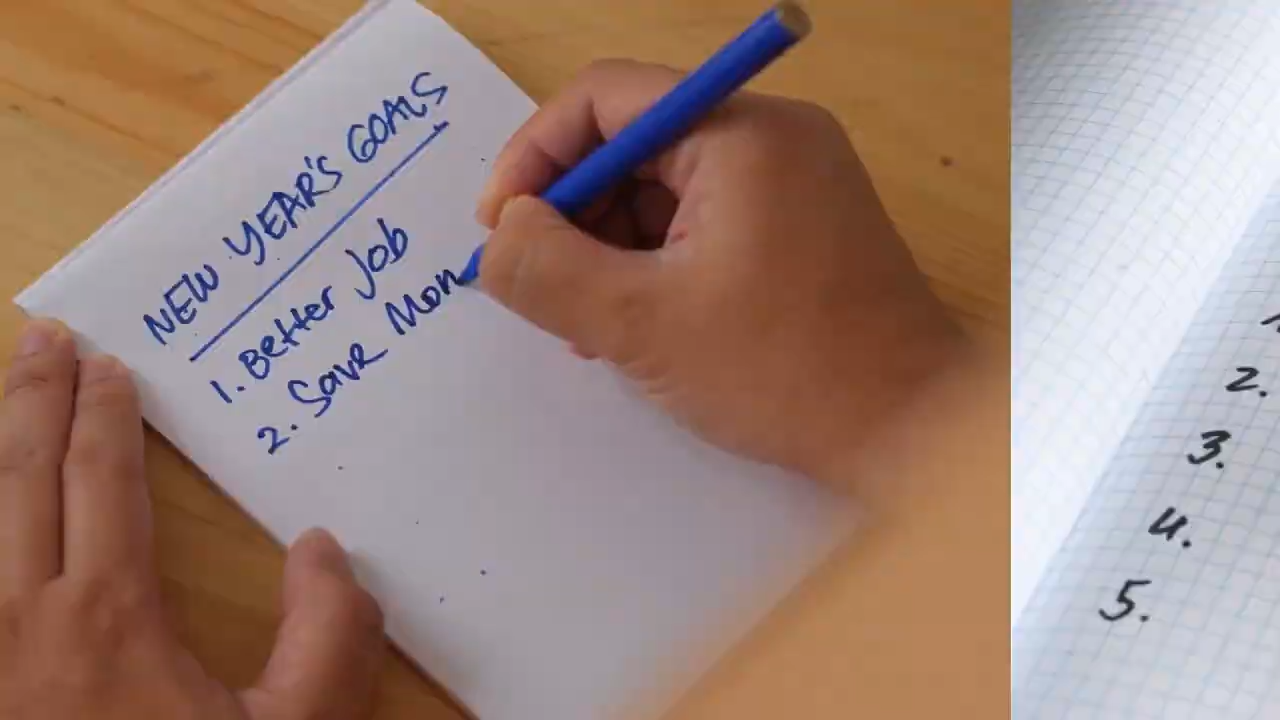 NEW YEAR'S GOALS
1. Better Job
2. Save Mon
2.
3.
4.
5.